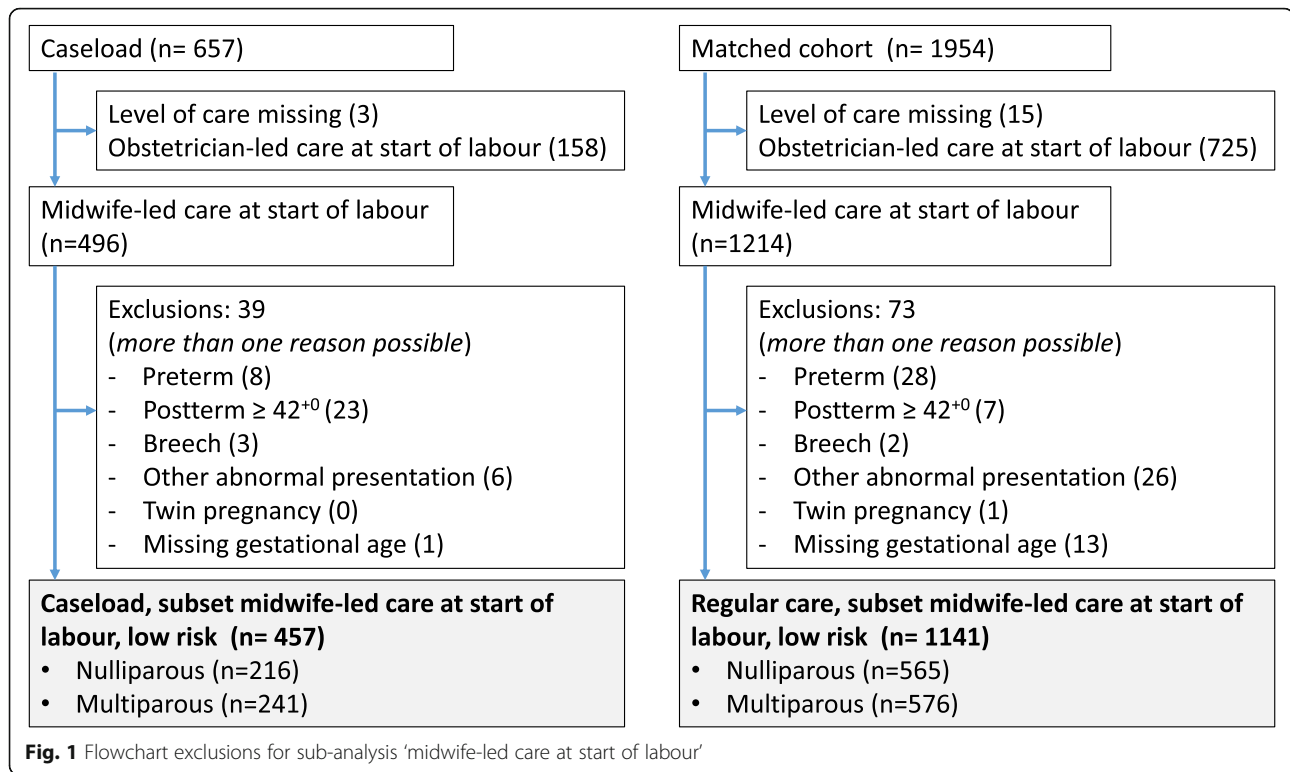 Caseload (n= 657)
Level of care missing (3)
Obstetrician-led care at start of labour (158)
Midwife-led care at start of labour
(n=496)
Exclusions: 39
(more than one reason possible)
- Preterm (8)
- Postterm ≥ 42⁺⁰ (23)
- Breech (3)
- Other abnormal presentation (6)
- Twin pregnancy (0)
- Missing gestational age (1)
Caseload, subset midwife-led care at start of
labour, low risk (n= 457)
• Nulliparous (n=216)
• Multiparous (n=241)
Matched cohort (n= 1954)
Level of care missing (15)
Obstetrician-led care at start of labour (725)
Midwife-led care at start of labour
(n=1214)
Exclusions: 73
(more than one reason possible)
- Preterm (28)
- Postterm ≥ 42⁺⁰ (7)
- Breech (2)
- Other abnormal presentation (26)
- Twin pregnancy (1)
- Missing gestational age (13)
Regular care, subset midwife-led care at start of
labour, low risk (n= 1141)
• Nulliparous (n=565)
• Multiparous (n=576)
Fig. 1 Flowchart exclusions for sub-analysis ‘midwife-led care at start of labour’